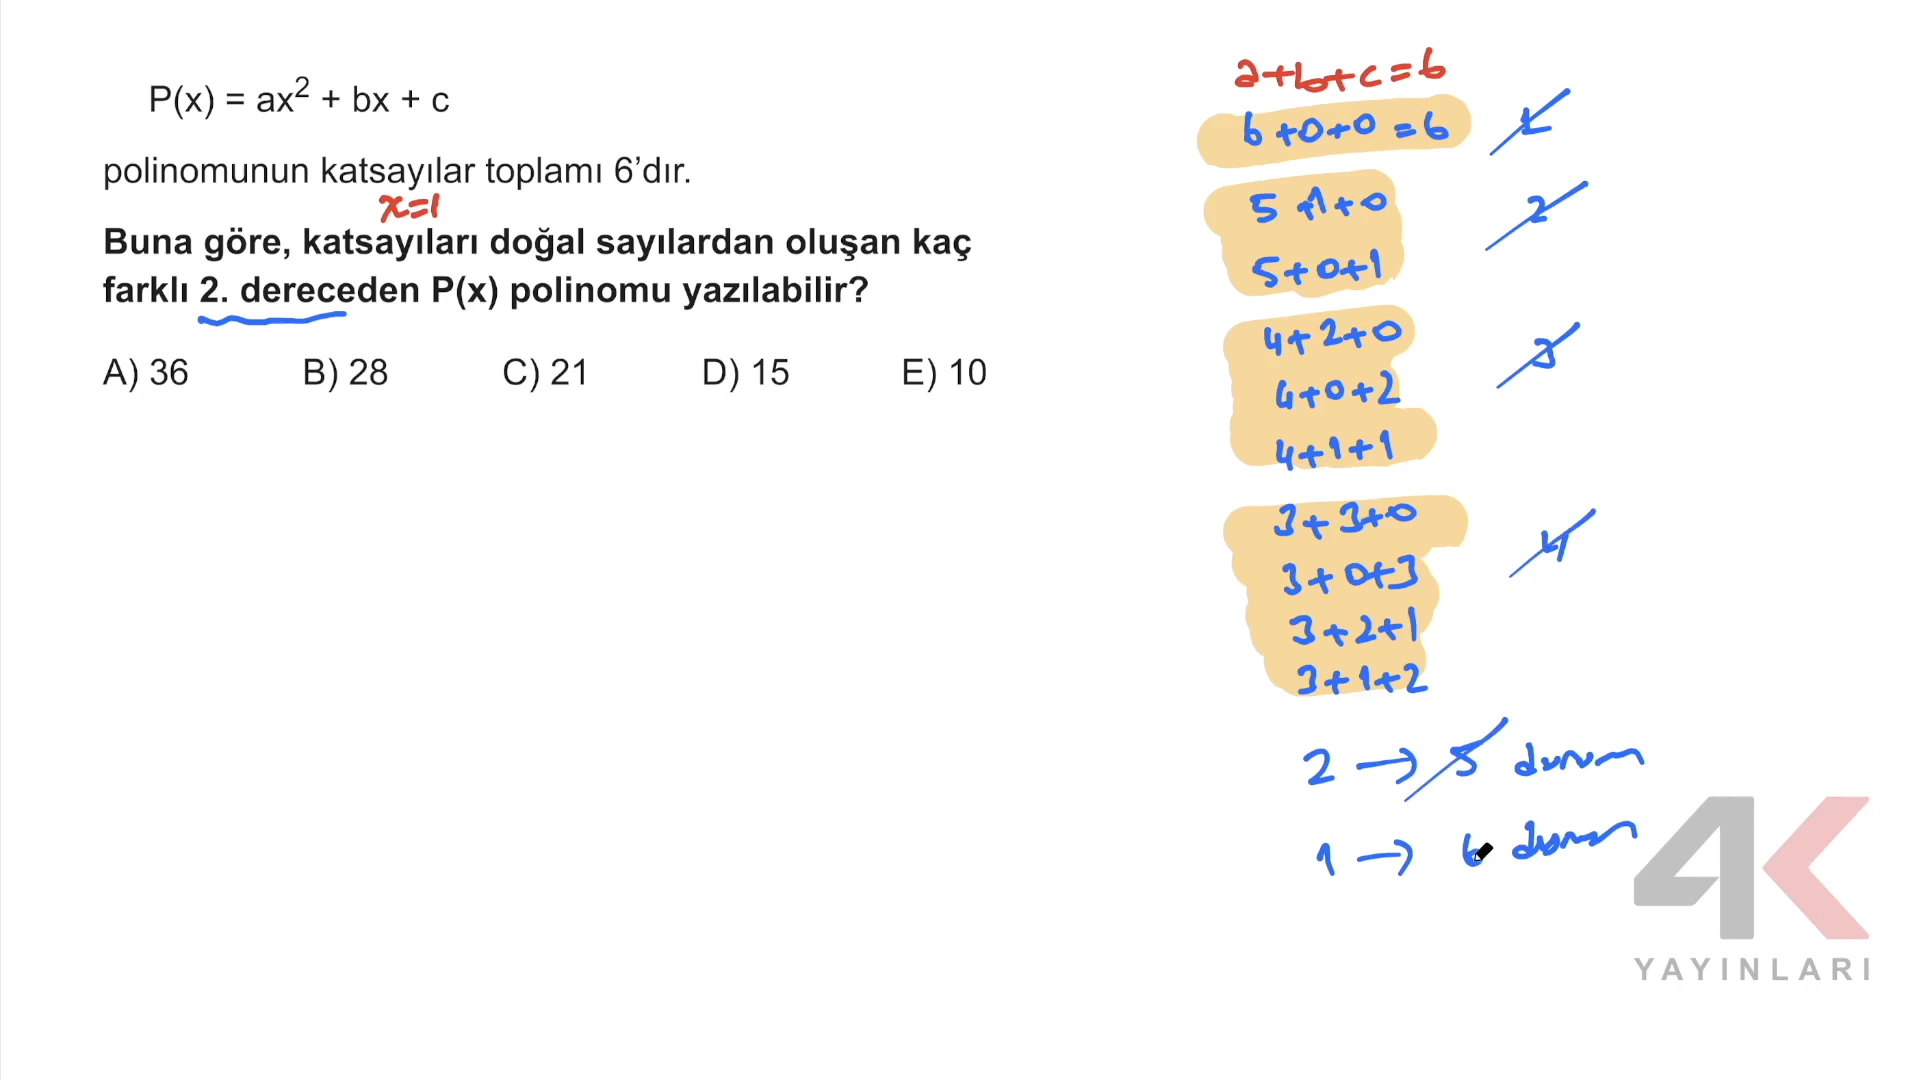 P(x) = ax² + bx + c
polinomunun katsayılar toplamı 6’dır.
x=1
Buna göre, katsayıları doğal sayılardan oluşan kaç
farklı 2. dereceden P(x) polinomu yazılabilir?
A) 36 B) 28 C) 21 D) 15 E) 10
a+b+c=6
6+0+0=6 1
5+1+0 2
5+0+1
4+2+0 3
4+0+2
4+1+1
3+3+0 4
3+0+3
3+2+1
3+1+2
2 → 5 durum
1 → 6 durum
4K
YAYINLARI